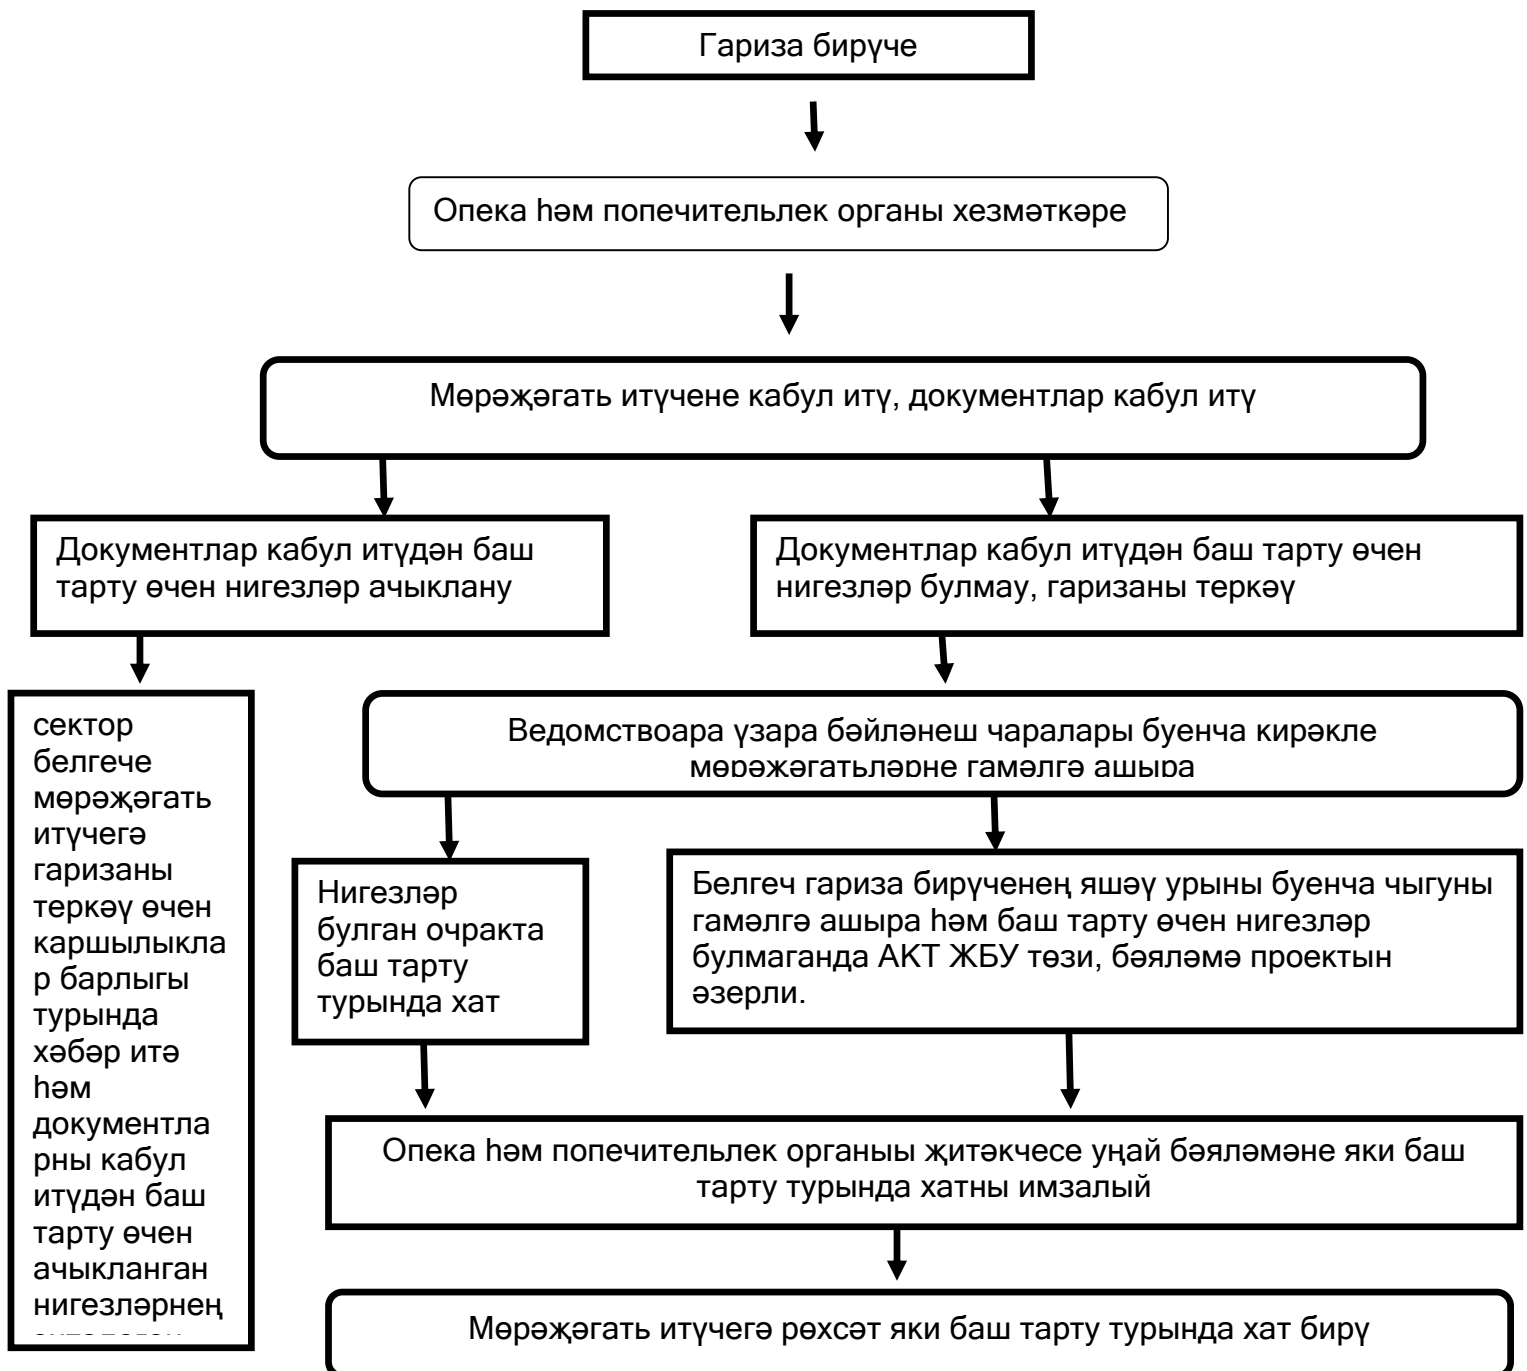 Гариза бирүче
Опека һәм попечительлек органы хезмәткәре
Мөрәҗәгать итүчене кабул итү, документлар кабул итү
Документлар кабул итүдән баш
тарту өчен нигезләр ачыклану
Документлар кабул итүдән баш тарту өчен
нигезләр булмау, гаризаны теркәү
сектор
белгече
мөрәҗәгать
итүчегә
гаризаны
теркәү өчен
каршылыкла
р барлыгы
турында
хәбәр итә
һәм
документла
рны кабул
итүдән баш
тарту өчен
ачыкланган
нигезләрнең
Ведомствоара үзара бәйләнеш чаралары буенча кирәкле
мөрәҗәгатьләрне гамәлгә ашыра
Нигезләр
булган очракта
баш тарту
турында хат
Белгеч гариза бирүченең яшәү урыны буенча чыгуны
гамәлгә ашыра һәм баш тарту өчен нигезләр
булмаганда АКТ ЖБУ төзи, бәяләмә проектын
әзерли.
Опека һәм попечительлек органыы җитәкчесе уңай бәяләмәне яки баш
тарту турында хатны имзалый
Мөрәҗәгать итүчегә рөхсәт яки баш тарту турында хат бирү